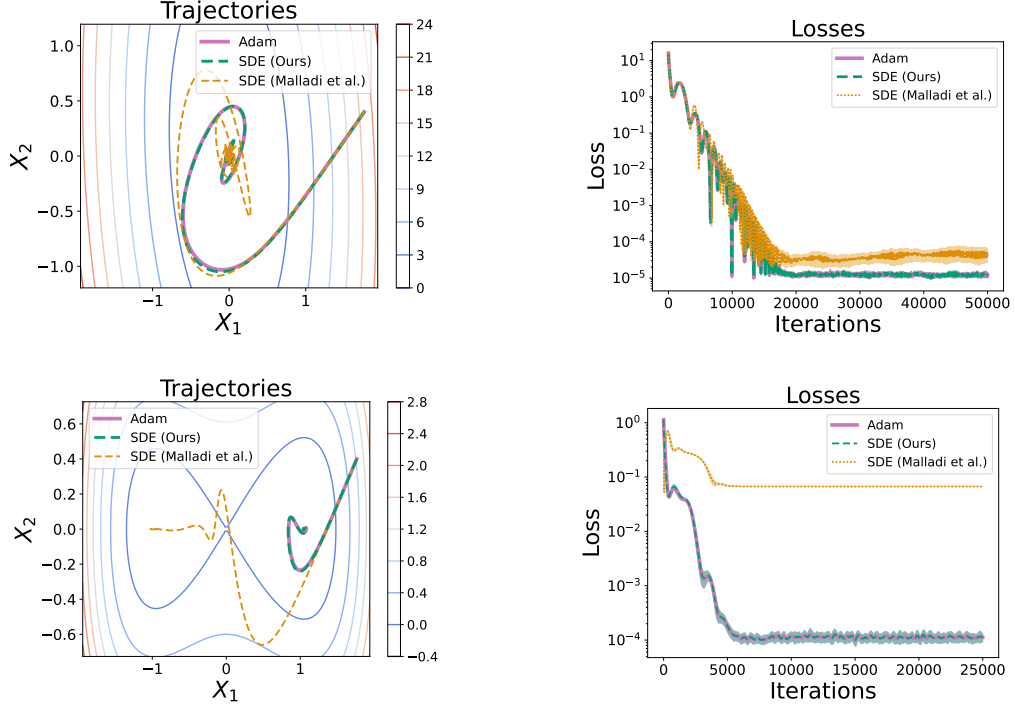 Trajectories
Adam
SDE (Ours)
SDE (Malladi et al.)
1.0
0.5
0.0
−0.5
−1.0
X2
−1
0
1
X1
24
21
18
15
12
9
6
3
0
Losses
Adam
SDE (Ours)
SDE (Malladi et al.)
10^1
10^0
10^−1
10^−2
10^−3
10^−4
10^−5
Loss
0
10000
20000
30000
40000
50000
Iterations
Trajectories
Adam
SDE (Ours)
SDE (Malladi et al.)
0.6
0.4
0.2
0.0
−0.2
−0.4
−0.6
X2
−1
0
1
X1
2.8
2.4
2.0
1.6
1.2
0.8
0.4
0.0
−0.4
Losses
Adam
SDE (Ours)
SDE (Malladi et al.)
10^0
10^−1
10^−2
10^−3
10^−4
Loss
0
5000
10000
15000
20000
25000
Iterations